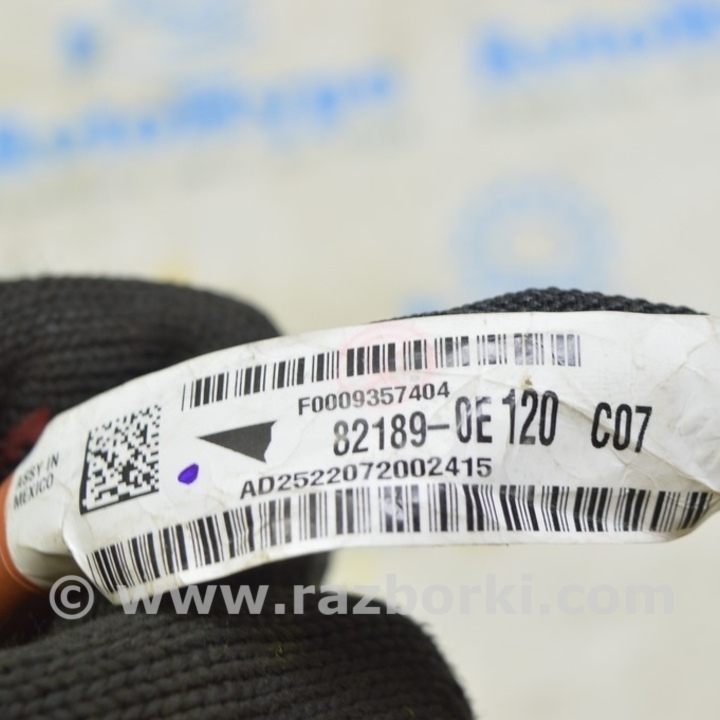 F0009357404
82189-0E120 C07
AD2522072002415
ASSY IN
MEXICO
© www.razborki.com